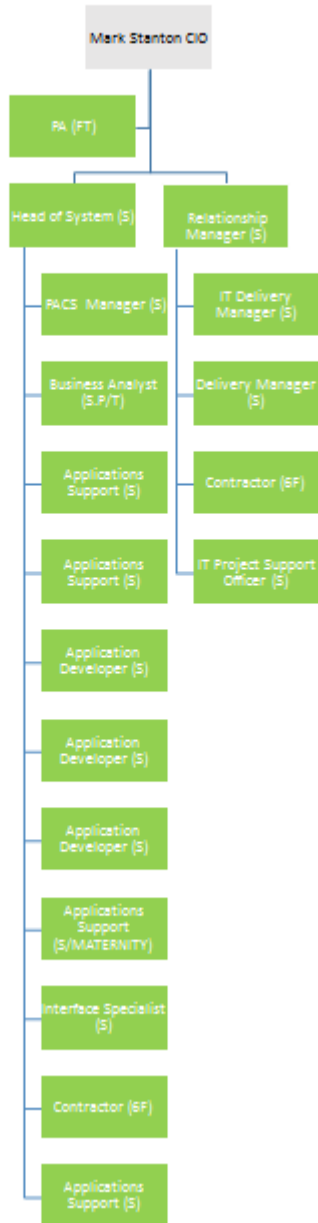 Mark Stanton CIO
PA (FT)
Head of System (S)
Relationship
Manager (S)
PACS Manager (S)
IT Delivery
Manager (S)
Business Analyst
(S.P/T)
Delivery Manager
(S)
Applications
Support (S)
Contractor (6F)
Applications
Support (S)
IT Project Support
Officer (S)
Application
Developer (S)
Application
Developer (S)
Application
Developer (S)
Applications
Support
(S/MATERNITY)
Interface Specialist
(S)
Contractor (6F)
Applications
Support (S)